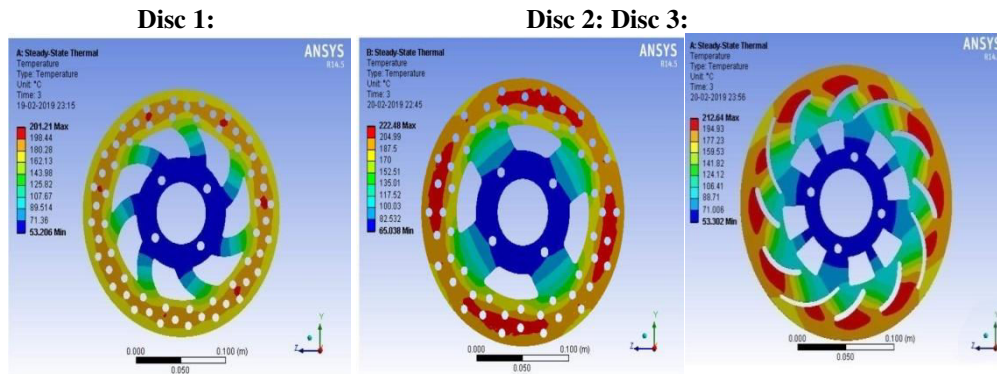 Disc 1:
Disc 2: Disc 3:
A: Steady-State Thermal
Temperature
Type: Temperature
Unit: °C
Time: 3
19-02-2019 23:15
201.21 Max
198.44
180.28
162.13
143.98
125.82
107.67
89.514
71.36
53.206 Min
ANSYS
R14.5
0.000
0.100 (m)
0.050
Y
Z
B: Steady-State Thermal
Temperature
Type: Temperature
Unit: °C
Time: 3
20-02-2019 22:45
222.48 Max
204.99
187.5
170
152.51
135.01
117.52
100.03
82.532
65.038 Min
ANSYS
R14.5
0.000
0.100 (m)
0.050
Y
Z
A: Steady-State Thermal
Temperature
Type: Temperature
Unit: °C
Time: 3
20-02-2019 23:56
212.64 Max
194.93
177.23
159.53
141.82
124.12
106.41
88.71
71.006
53.302 Min
ANSYS
R14.5
0.000
0.100 (m)
0.050
Y
Z